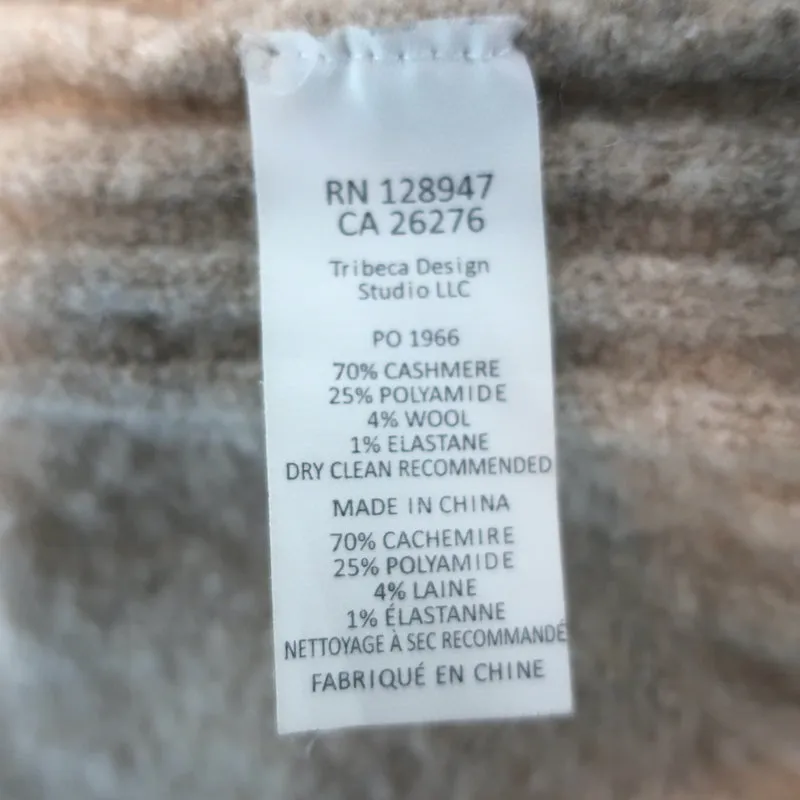 RN 128947
CA 26276
Tribeca Design
Studio LLC
PO 1966
70% CASHMERE
25% POLYAMIDE
4% WOOL
1% ELASTANE
DRY CLEAN RECOMMENDED
MADE IN CHINA
70% CACHEMIRE
25% POLYAMIDE
4% LAINE
1% ÉLASTANNE
NETTOYAGE À SEC RECOMMANDÉ
FABRIQUÉ EN CHINE